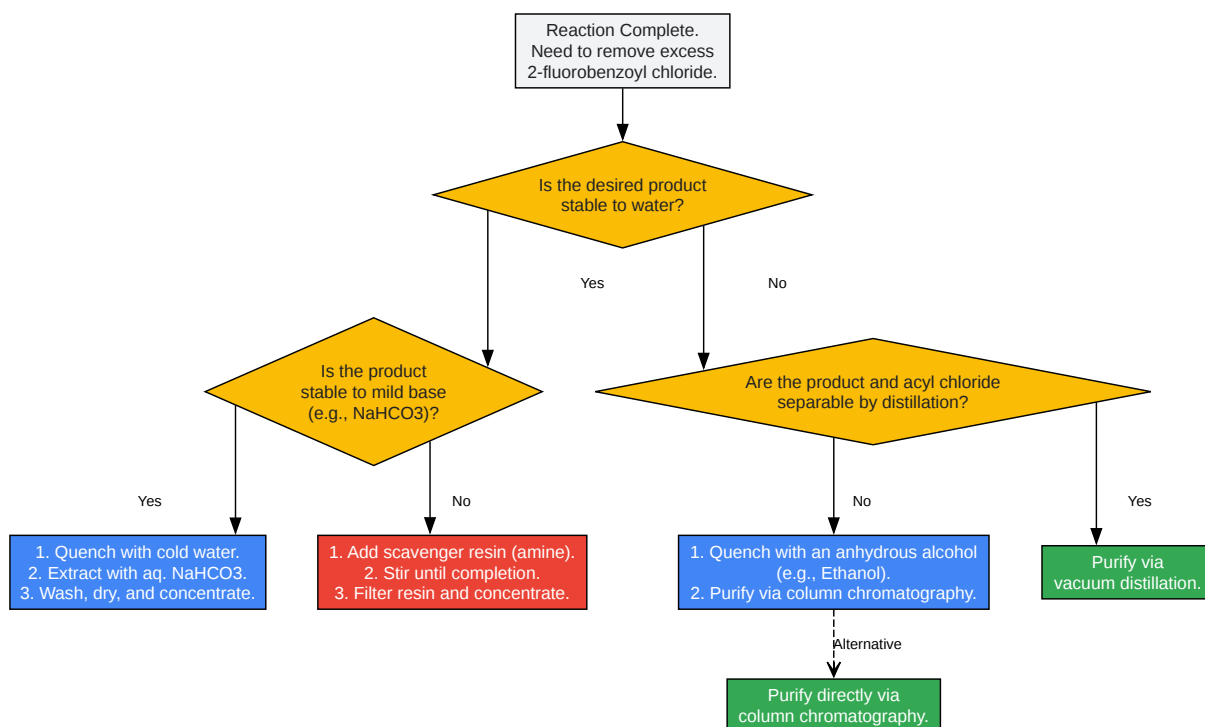 Reaction Complete.
Need to remove excess
2-fluorobenzoyl chloride.
Is the desired product
stable to water?
Yes
No
Is the product
stable to mild base
(e.g., NaHCO3)?
Are the product and acyl chloride
separable by distillation?
Yes
No
No
Yes
1. Quench with cold water.
2. Extract with aq. NaHCO3.
3. Wash, dry, and concentrate.
1. Add scavenger resin (amine).
2. Stir until completion.
3. Filter resin and concentrate.
1. Quench with an anhydrous alcohol
(e.g., Ethanol).
2. Purify via column chromatography.
Purify via
vacuum distillation.
Alternative
Purify directly via
column chromatography.